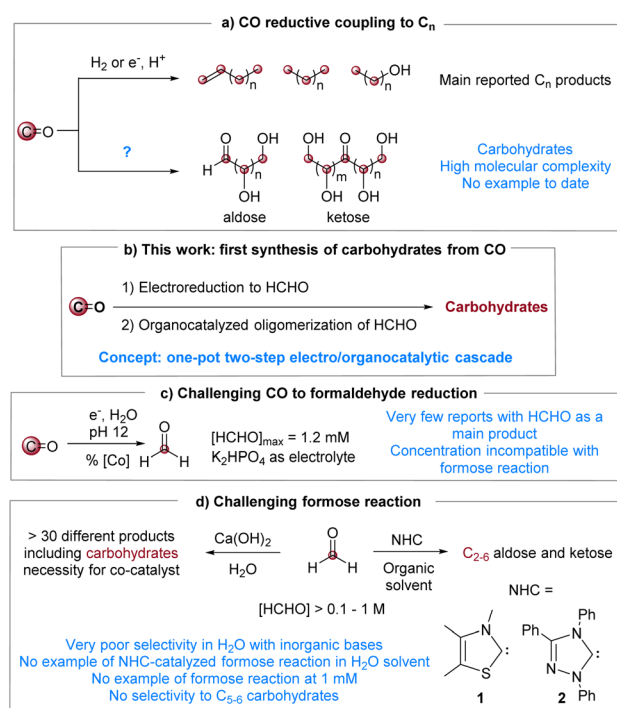 a) CO reductive coupling to Cn
H2 or e-, H+
n
n
OH
n
Main reported Cn products
C=O
?
O OH
H n
OH
aldose
OH O OH
m n
OH OH
ketose
Carbohydrates
High molecular complexity
No example to date
b) This work: first synthesis of carbohydrates from CO
C=O
1) Electroreduction to HCHO
2) Organocatalyzed oligomerization of HCHO
Carbohydrates
Concept: one-pot two-step electro/organocatalytic cascade
c) Challenging CO to formaldehyde reduction
C=O
e-, H2O
pH 12
% [Co]
O
H H
[HCHO]max = 1.2 mM
K2HPO4 as electrolyte
Very few reports with HCHO as a
main product
Concentration incompatible with
formose reaction
d) Challenging formose reaction
> 30 different products
including carbohydrates
necessity for co-catalyst
Ca(OH)2
H2O
O
H H
NHC
Organic
solvent
C2-6 aldose and ketose
[HCHO] > 0.1 - 1 M
NHC =
Very poor selectivity in H2O with inorganic bases
No example of NHC-catalyzed formose reaction in H2O solvent
No example of formose reaction at 1 mM
No selectivity to C5-6 carbohydrates
N
S
:
1
Ph
Ph
N
N
N
:
Ph
2